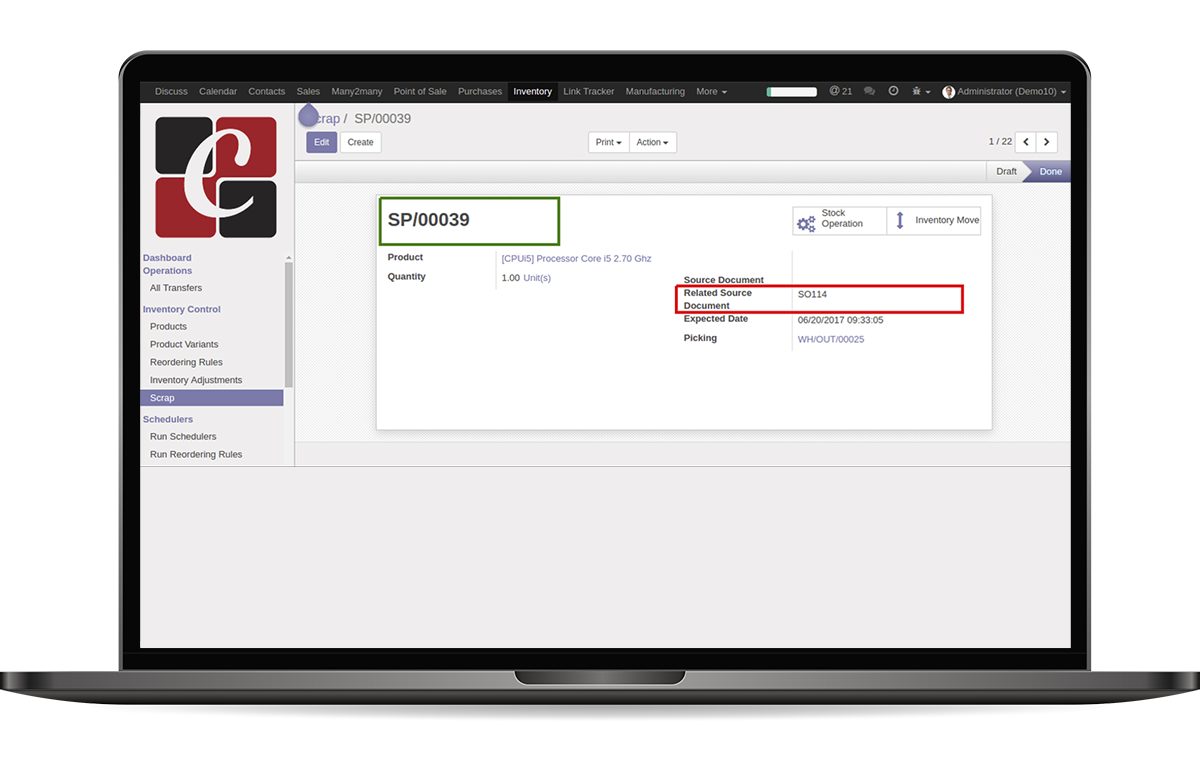 Discuss Calendar Contacts Sales Many2many Point of Sale Purchases Inventory Link Tracker Manufacturing More @ 21 Administrator (Demo10)
crap / SP/00039
Edit Create Print Action 1 / 22
Draft Done
C
SP/00039
Stock Operation Inventory Move
Product [CPUi5] Processor Core i5 2.70 Ghz
Quantity 1.00 Unit(s)
Source Document
Related Source Document SO114
Expected Date 06/20/2017 09:33:05
Picking WH/OUT/00025
Dashboard
Operations
All Transfers
Inventory Control
Products
Product Variants
Reordering Rules
Inventory Adjustments
Scrap
Schedulers
Run Schedulers
Run Reordering Rules